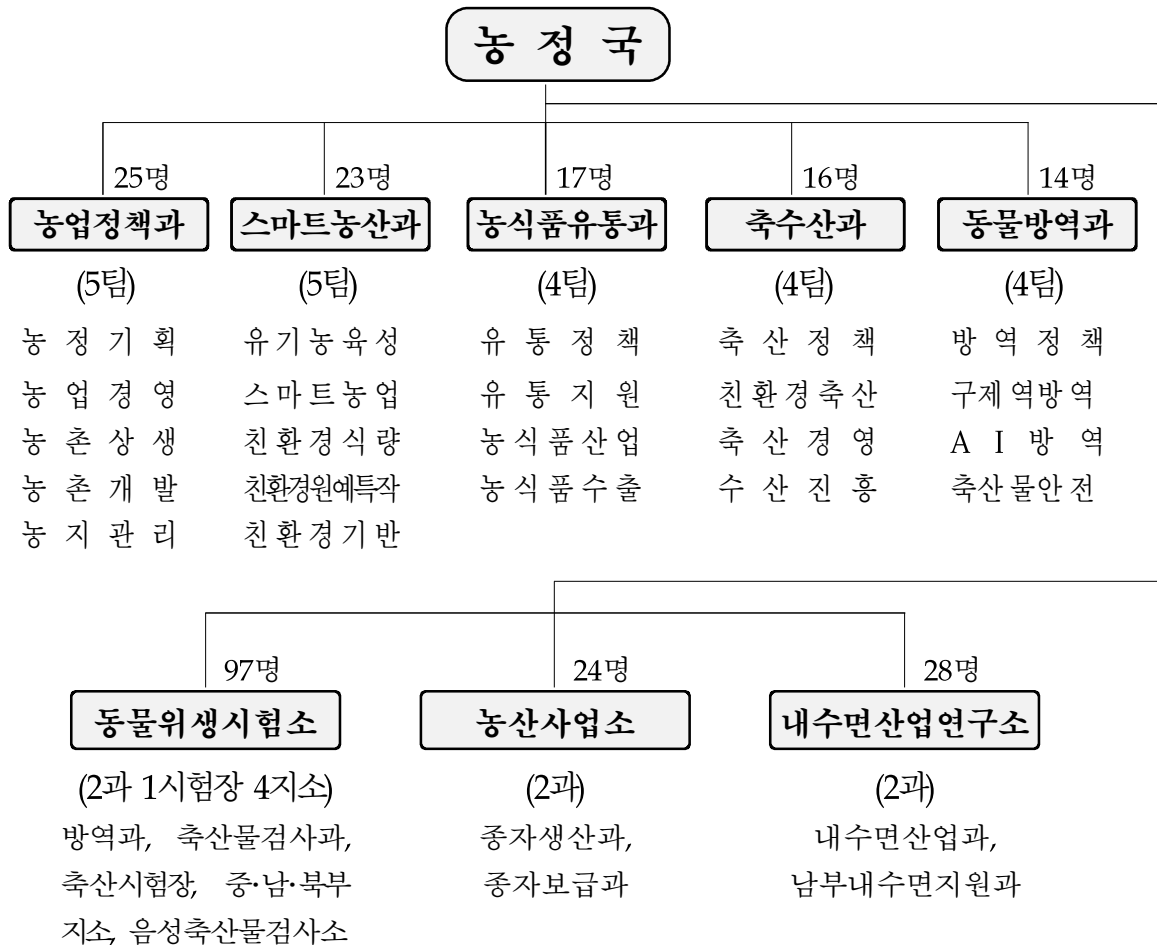 농 정 국
25명 23명 17명 16명 14명
농업정책과 스마트농산과 농식품유통과 축수산과 동물방역과
(5팀) (5팀) (4팀) (4팀) (4팀)
농 정 기 획 유기농육성 유 통 정 책 축 산 정 책 방 역 정 책
농 업 경 영 스마트농업 유 통 지 원 친환경축산 구제역방역
농 촌 상 생 친환경식량 농식품산업 축 산 경 영 A I 방 역
농 촌 개 발 친환경원예특작 농식품수출 수 산 진 흥 축산물안전
농 지 관 리 친환경기반
97명 24명 28명
동물위생시험소 농산사업소 내수면산업연구소
(2과 1시험장 4지소) (2과) (2과)
방역과, 축산물검사과, 종자생산과, 내수면산업과,
축산시험장, 중·남·북부 종자보급과 남부내수면지원과
지소, 음성축산물검사소